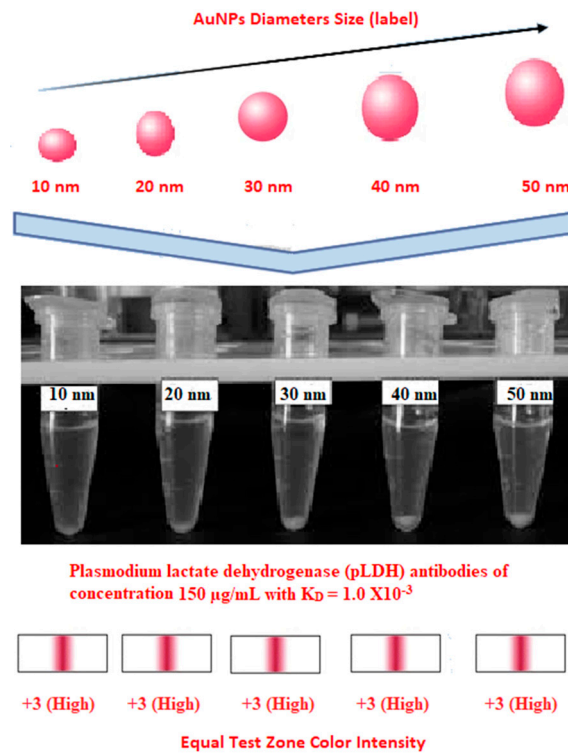 AuNPs Diameters Size (label)
10 nm 20 nm 30 nm 40 nm 50 nm
10 nm 20 nm 30 nm 40 nm 50 nm
Plasmodium lactate dehydrogenase (pLDH) antibodies of
concentration 150 µg/mL with K_D = 1.0 X10⁻³
+3 (High) +3 (High) +3 (High) +3 (High) +3 (High)
Equal Test Zone Color Intensity